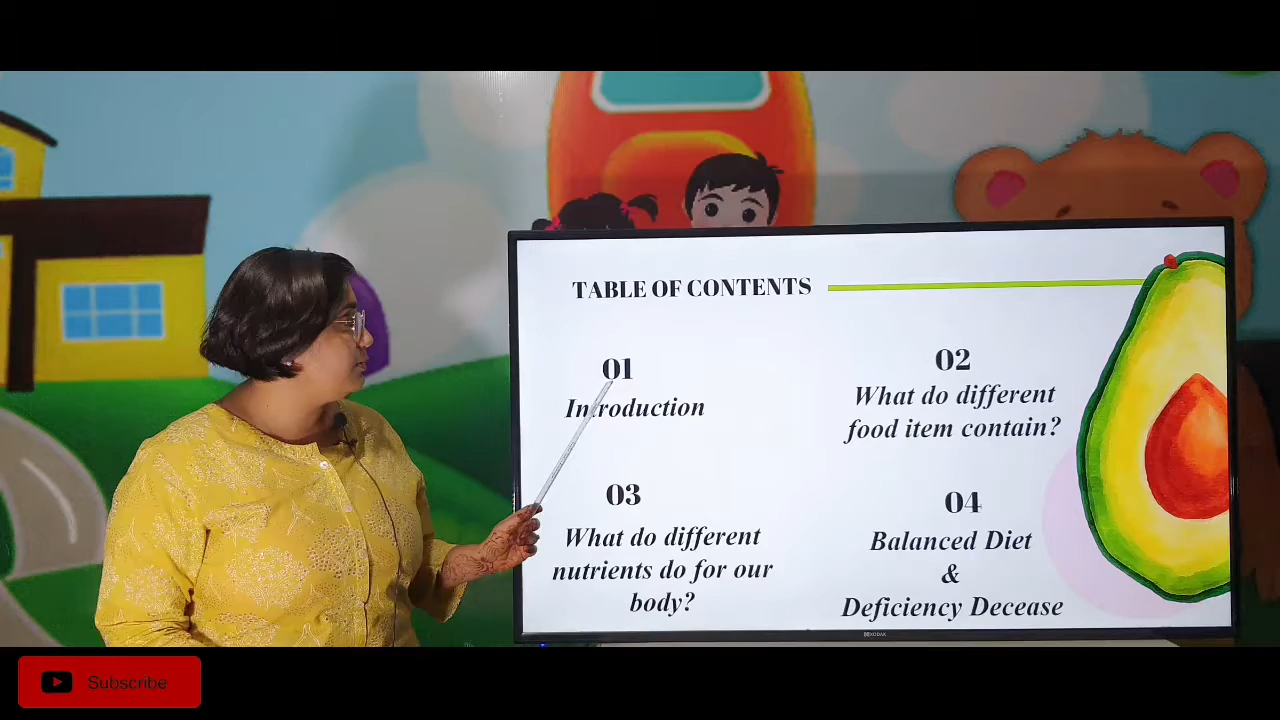 TABLE OF CONTENTS
01
Introduction
02
What do different
food item contain?
03
What do different
nutrients do for our
body?
04
Balanced Diet
&
Deficiency Decease
KODAK
Subscribe